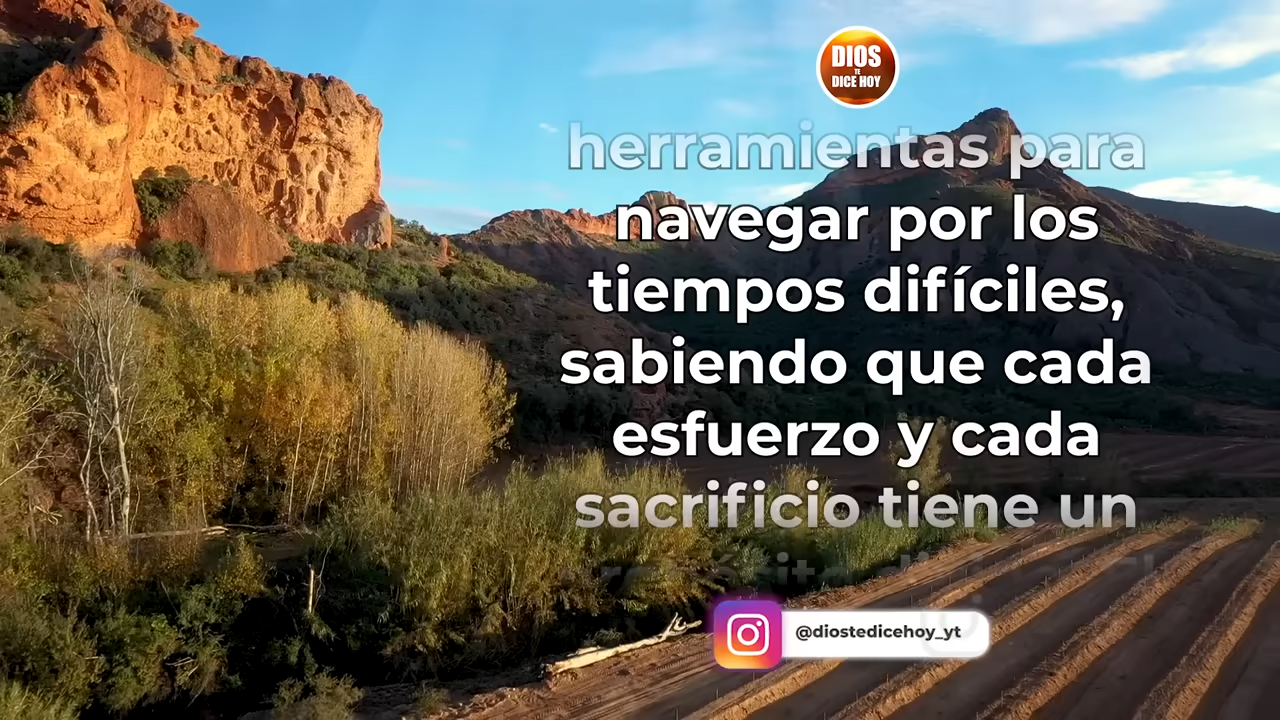 DIOS
TE
DICE HOY
herramientas para
navegar por los
tiempos difíciles,
sabiendo que cada
esfuerzo y cada
sacrificio tiene un
@diostedicehoy_yt